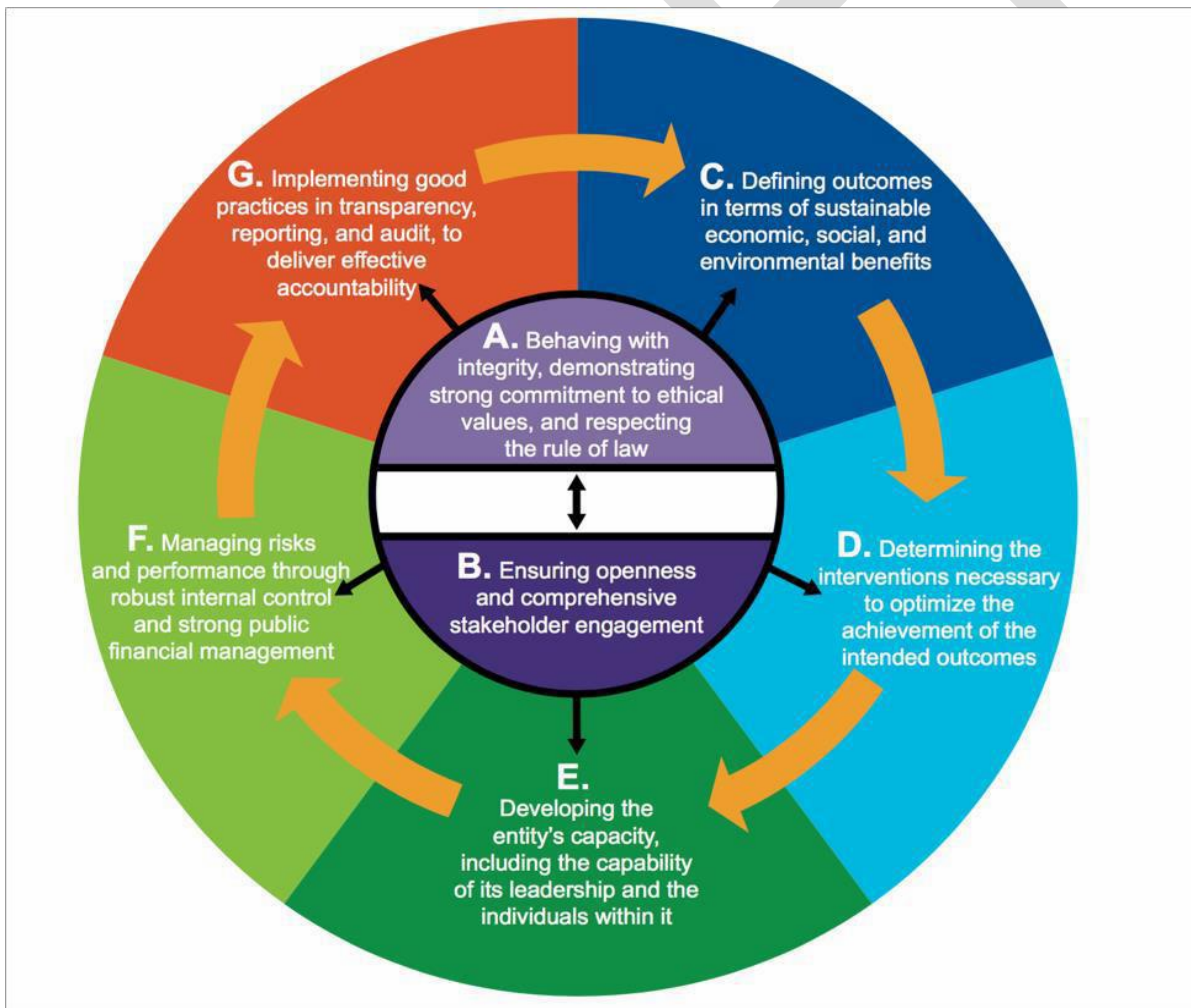 A. Behaving with
integrity, demonstrating
strong commitment to ethical
values, and respecting
the rule of law
B. Ensuring openness
and comprehensive
stakeholder engagement
C. Defining outcomes
in terms of sustainable
economic, social, and
environmental benefits
D. Determining the
interventions necessary
to optimize the
achievement of the
intended outcomes
E.
Developing the
entity's capacity,
including the capability
of its leadership and the
individuals within it
F. Managing risks
and performance through
robust internal control
and strong public
financial management
G. Implementing good
practices in transparency,
reporting, and audit, to
deliver effective
accountability